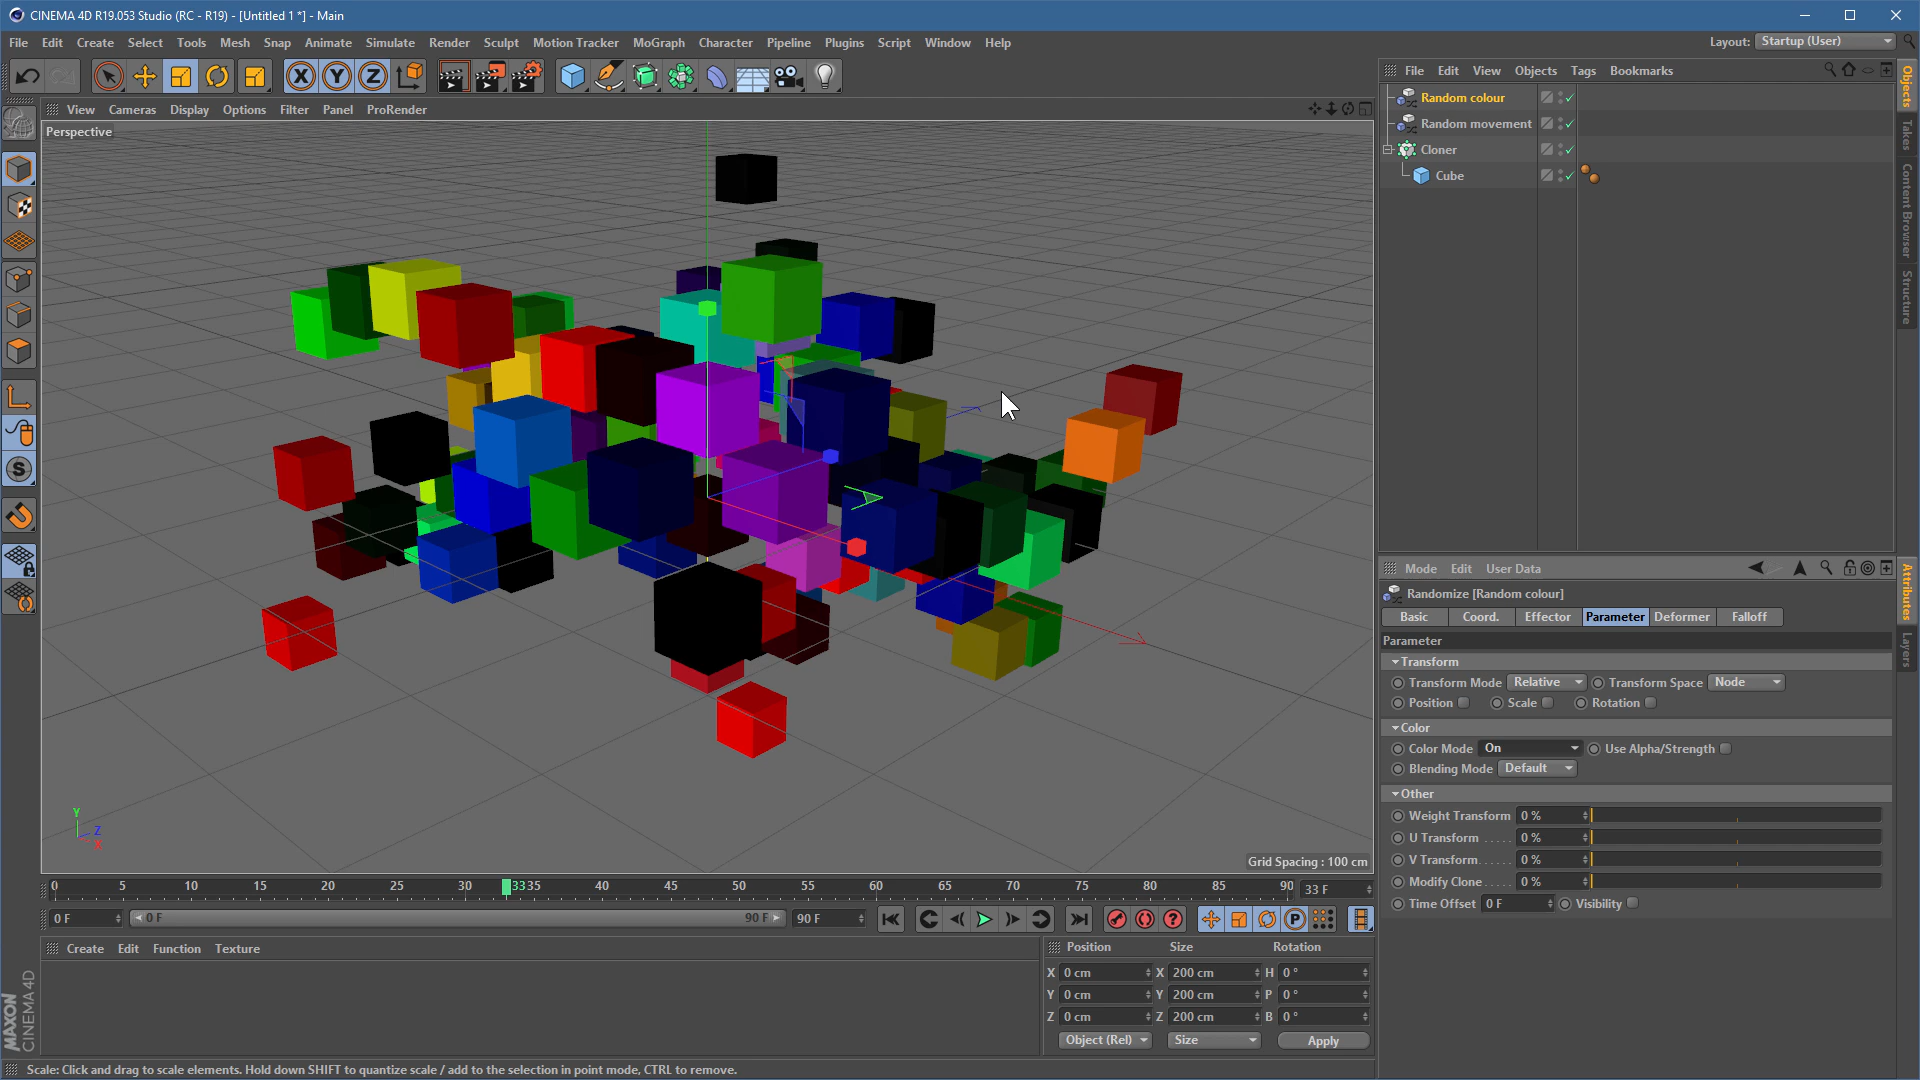 CINEMA 4D R19.053 Studio (RC - R19) - [Untitled 1 *] - Main
File Edit Create Select Tools Mesh Snap Animate Simulate Render Sculpt Motion Tracker MoGraph Character Pipeline Plugins Script Window Help
Layout: Startup (User)
X Y Z
File Edit View Objects Tags Bookmarks
View Cameras Display Options Filter Panel ProRender
Perspective
Random colour
Random movement
Cloner
Cube
Objects
Takes
Content Browser
Structure
Mode Edit User Data
Randomize [Random colour]
Basic Coord. Effector Parameter Deformer Falloff
Parameter
Transform
Transform Mode Relative Transform Space Node
Position Scale Rotation
Color
Color Mode On Use Alpha/Strength
Blending Mode Default
Other
Weight Transform 0 %
U Transform 0 %
V Transform 0 %
Modify Clone 0 %
Time Offset 0 F Visibility
Attributes
Layers
Y
Z
X
Grid Spacing : 100 cm
0 5 10 15 20 25 30 3335 40 45 50 55 60 65 70 75 80 85 90 33 F
0 F 0 F 90 F 90 F
Create Edit Function Texture
Position Size Rotation
X 0 cm X 200 cm H 0 °
Y 0 cm Y 200 cm P 0 °
Z 0 cm Z 200 cm B 0 °
Object (Rel) Size Apply
MAXON
CINEMA 4D
Scale: Click and drag to scale elements. Hold down SHIFT to quantize scale / add to the selection in point mode, CTRL to remove.